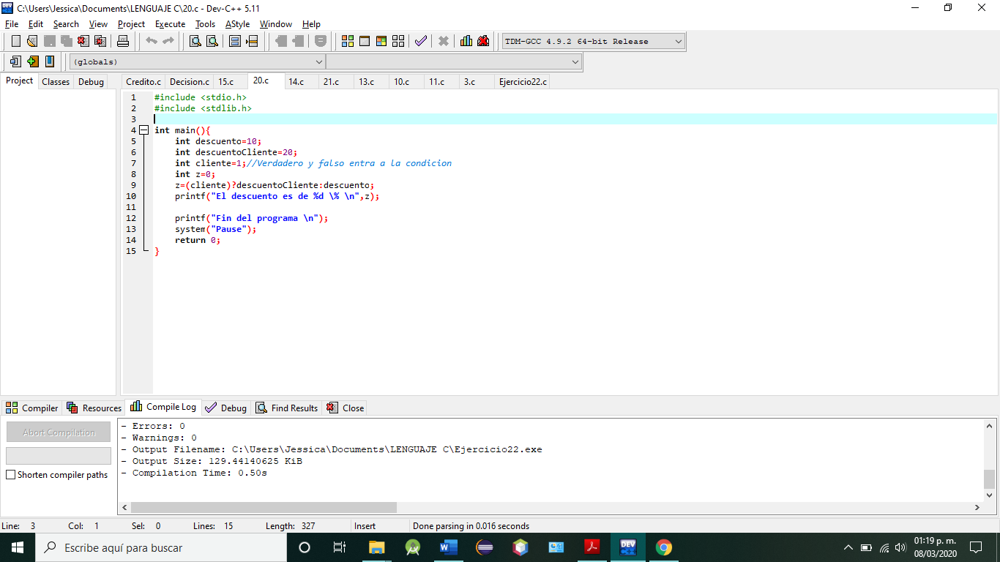 C:\Users\Jessica\Documents\LENGUAJE C\20.c - Dev-C++ 5.11
File Edit Search View Project Execute Tools AStyle Window Help
TDM-GCC 4.9.2 64-bit Release
(globals)
Project Classes Debug
Credito.c Decision.c 15.c 20.c 14.c 21.c 13.c 10.c 11.c 3.c Ejercicio22.c
1 #include <stdio.h>
2 #include <stdlib.h>
3
4 int main(){
5 int descuento=10;
6 int descuentoCliente=20;
7 int cliente=1;//Verdadero y falso entra a la condicion
8 int z=0;
9 z=(cliente)?descuentoCliente:descuento;
10 printf("El descuento es de %d \% \n",z);
11
12 printf("Fin del programa \n");
13 system("Pause");
14 return 0;
15 }
Compiler Resources Compile Log Debug Find Results Close
Abort Compilation
Shorten compiler paths
- Errors: 0
- Warnings: 0
- Output Filename: C:\Users\Jessica\Documents\LENGUAJE C\Ejercicio22.exe
- Output Size: 129.44140625 KiB
- Compilation Time: 0.50s
Line: 3 Col: 1 Sel: 0 Lines: 15 Length: 327 Insert Done parsing in 0.016 seconds
Escribe aquí para buscar
DEV
01:19 p. m.
08/03/2020